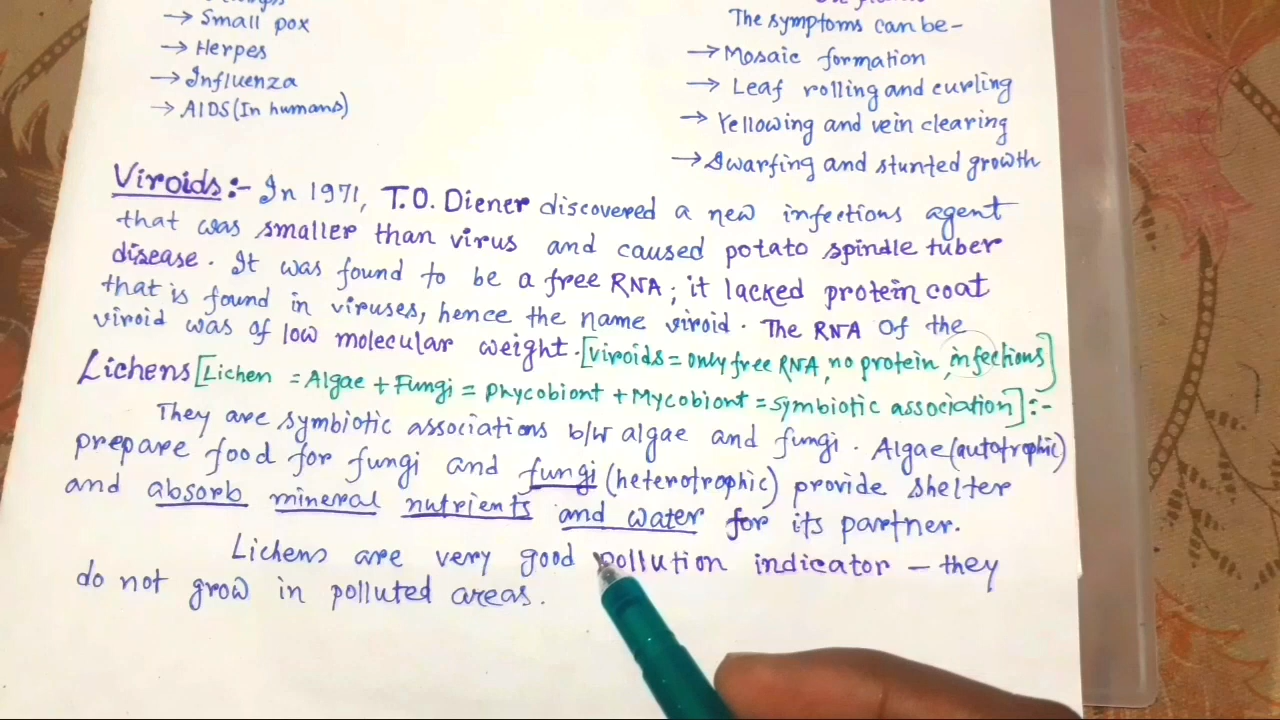 → Small pox
→ Herpes
→ Influenza
→ AIDS (In humans)
The symptoms can be-
→ Mosaic formation
→ Leaf rolling and curling
→ Yellowing and vein clearing
→ Dwarfing and stunted growth
Viroids:- In 1971, T.O. Diener discovered a new infections agent
that was smaller than virus and caused potato spindle tuber
disease. It was found to be a free RNA; it lacked protein coat
that is found in viruses, hence the name viroid. The RNA of the
viroid was of low molecular weight. [viroids = only free RNA, no protein, infections]
Lichens [Lichen = Algae + Fungi = Phycobiont + Mycobiont = symbiotic association] :-
They are symbiotic associations b/w algae and fungi. Algae (autotrophic)
prepare food for fungi and fungi (heterotrophic) provide shelter
and absorb mineral nutrients and water for its partner.
Lichens are very good pollution indicator - they
do not grow in polluted areas.